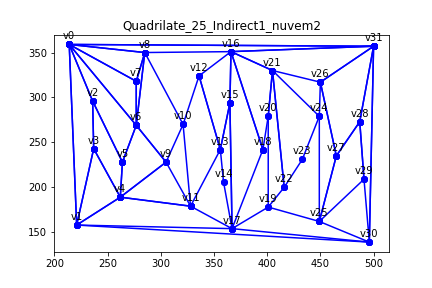 Quadrilate_25_Indirect1_nuvem2
350
300
250
200
150
200
250
300
350
400
450
500
v0
v31
v16
v8
v21
v12
v7
v26
v2
v15
v20
v24
v28
v6
v10
v3
v13
v18
v27
v5
v9
v23
v14
v29
v22
v4
v11
v19
v1
v25
v17
v30